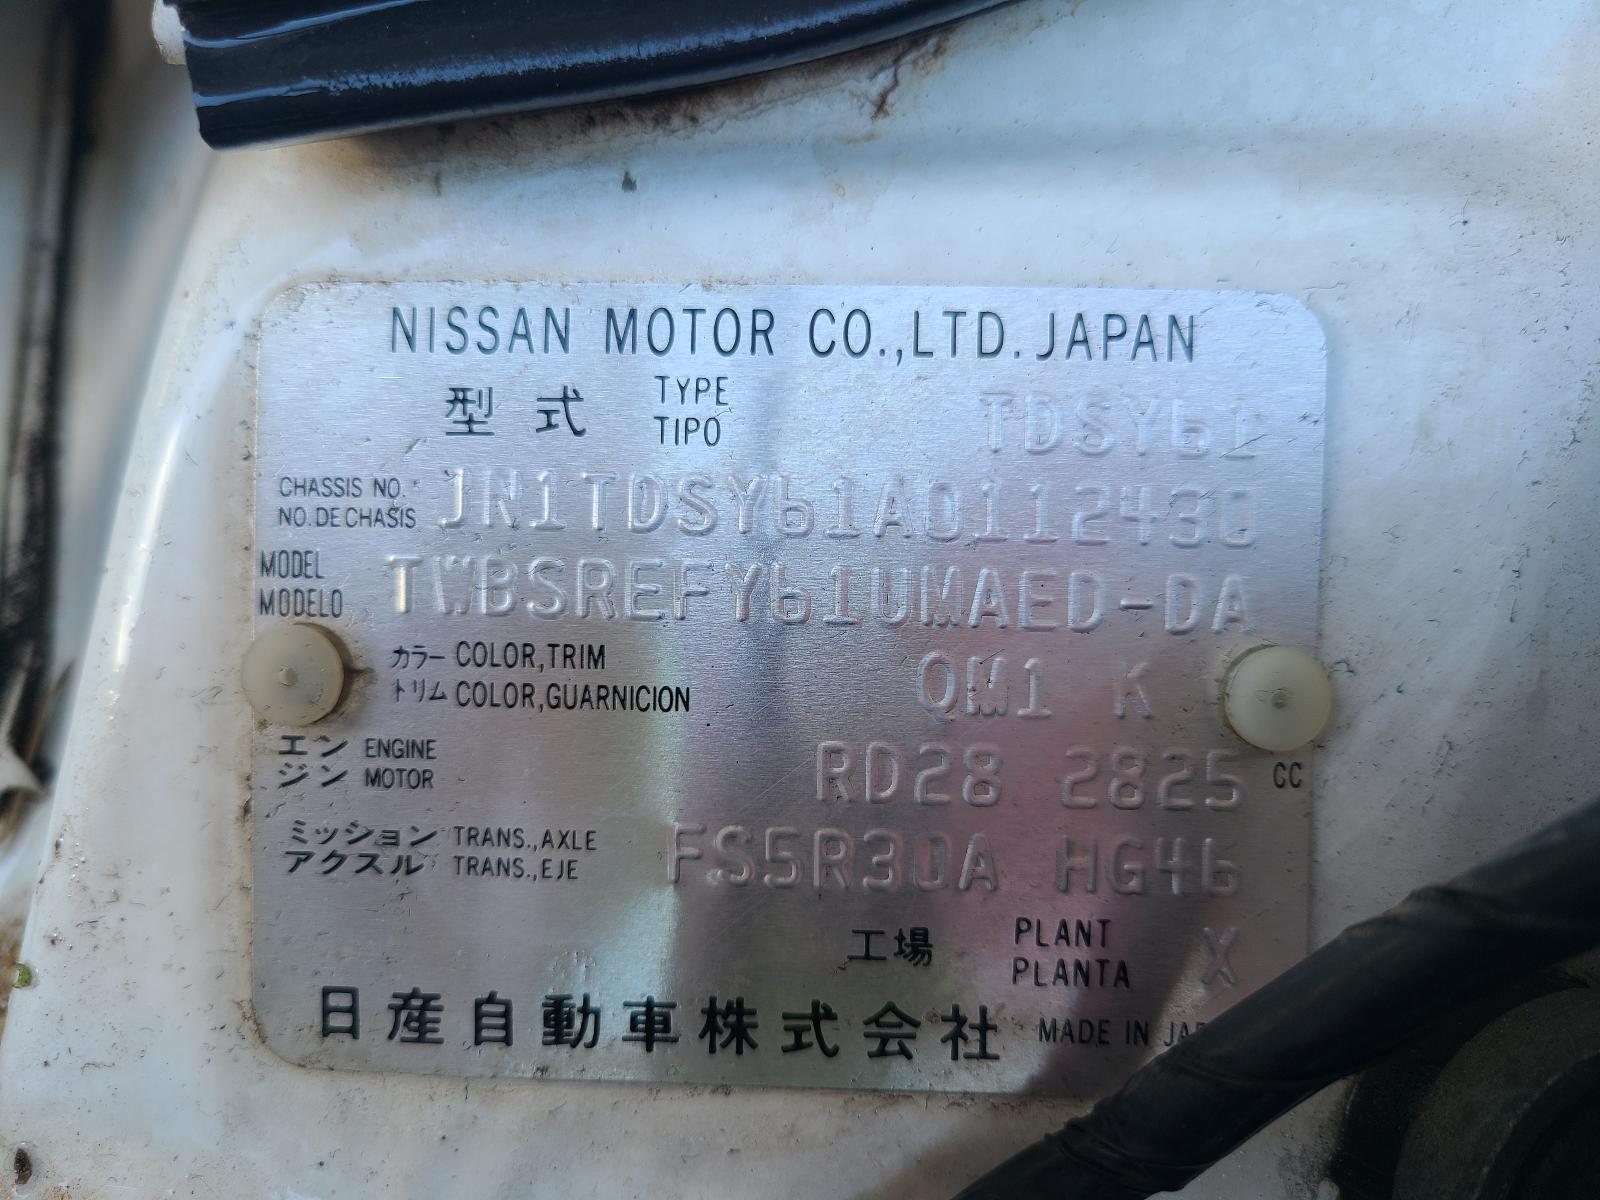 NISSAN MOTOR CO.,LTD. JAPAN
型式 TYPE TIPO TDSY61
CHASSIS NO. NO. DE CHASIS JN1TDSY61A0112430
MODEL MODELO TWBSREFY61UMAED-DA
カラー COLOR,TRIM
トリム COLOR,GUARNICION QM1 K
エンジン ENGINE MOTOR RD28 2825 CC
ミッション TRANS.,AXLE
アクスル TRANS.,EJE FS5R30A HG46
工場 PLANT PLANTA X
日産自動車株式会社 MADE IN